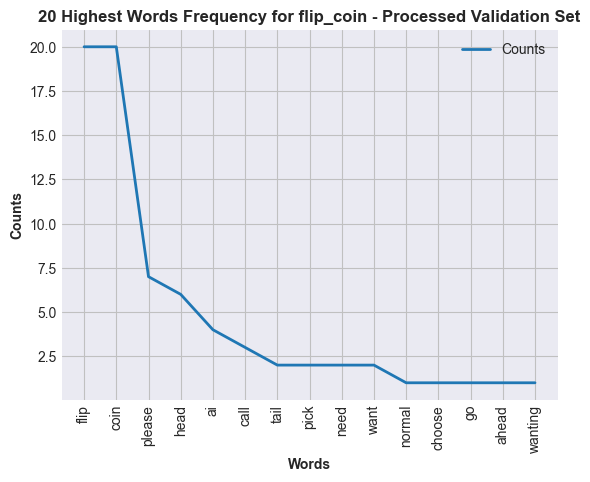 20 Highest Words Frequency for flip_coin - Processed Validation Set
Counts
20.0
17.5
15.0
12.5
10.0
7.5
5.0
2.5
Counts
flip
coin
please
head
ai
call
tail
pick
need
want
normal
choose
go
ahead
wanting
Words